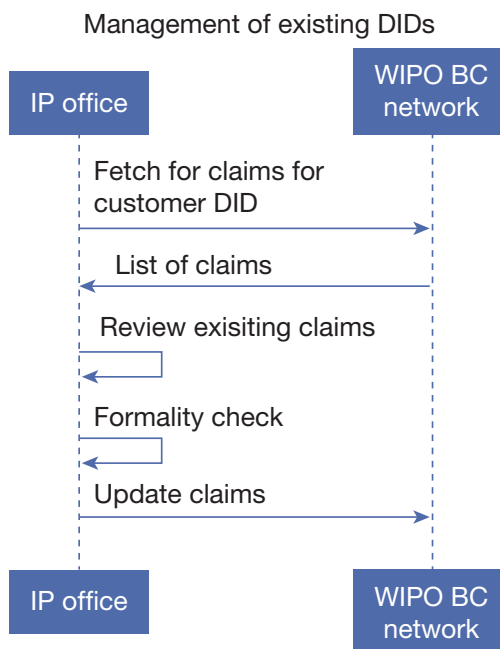 Management of existing DIDs
IP office
WIPO BC
network
Fetch for claims for
customer DID
List of claims
Review exisiting claims
Formality check
Update claims
IP office
WIPO BC
network